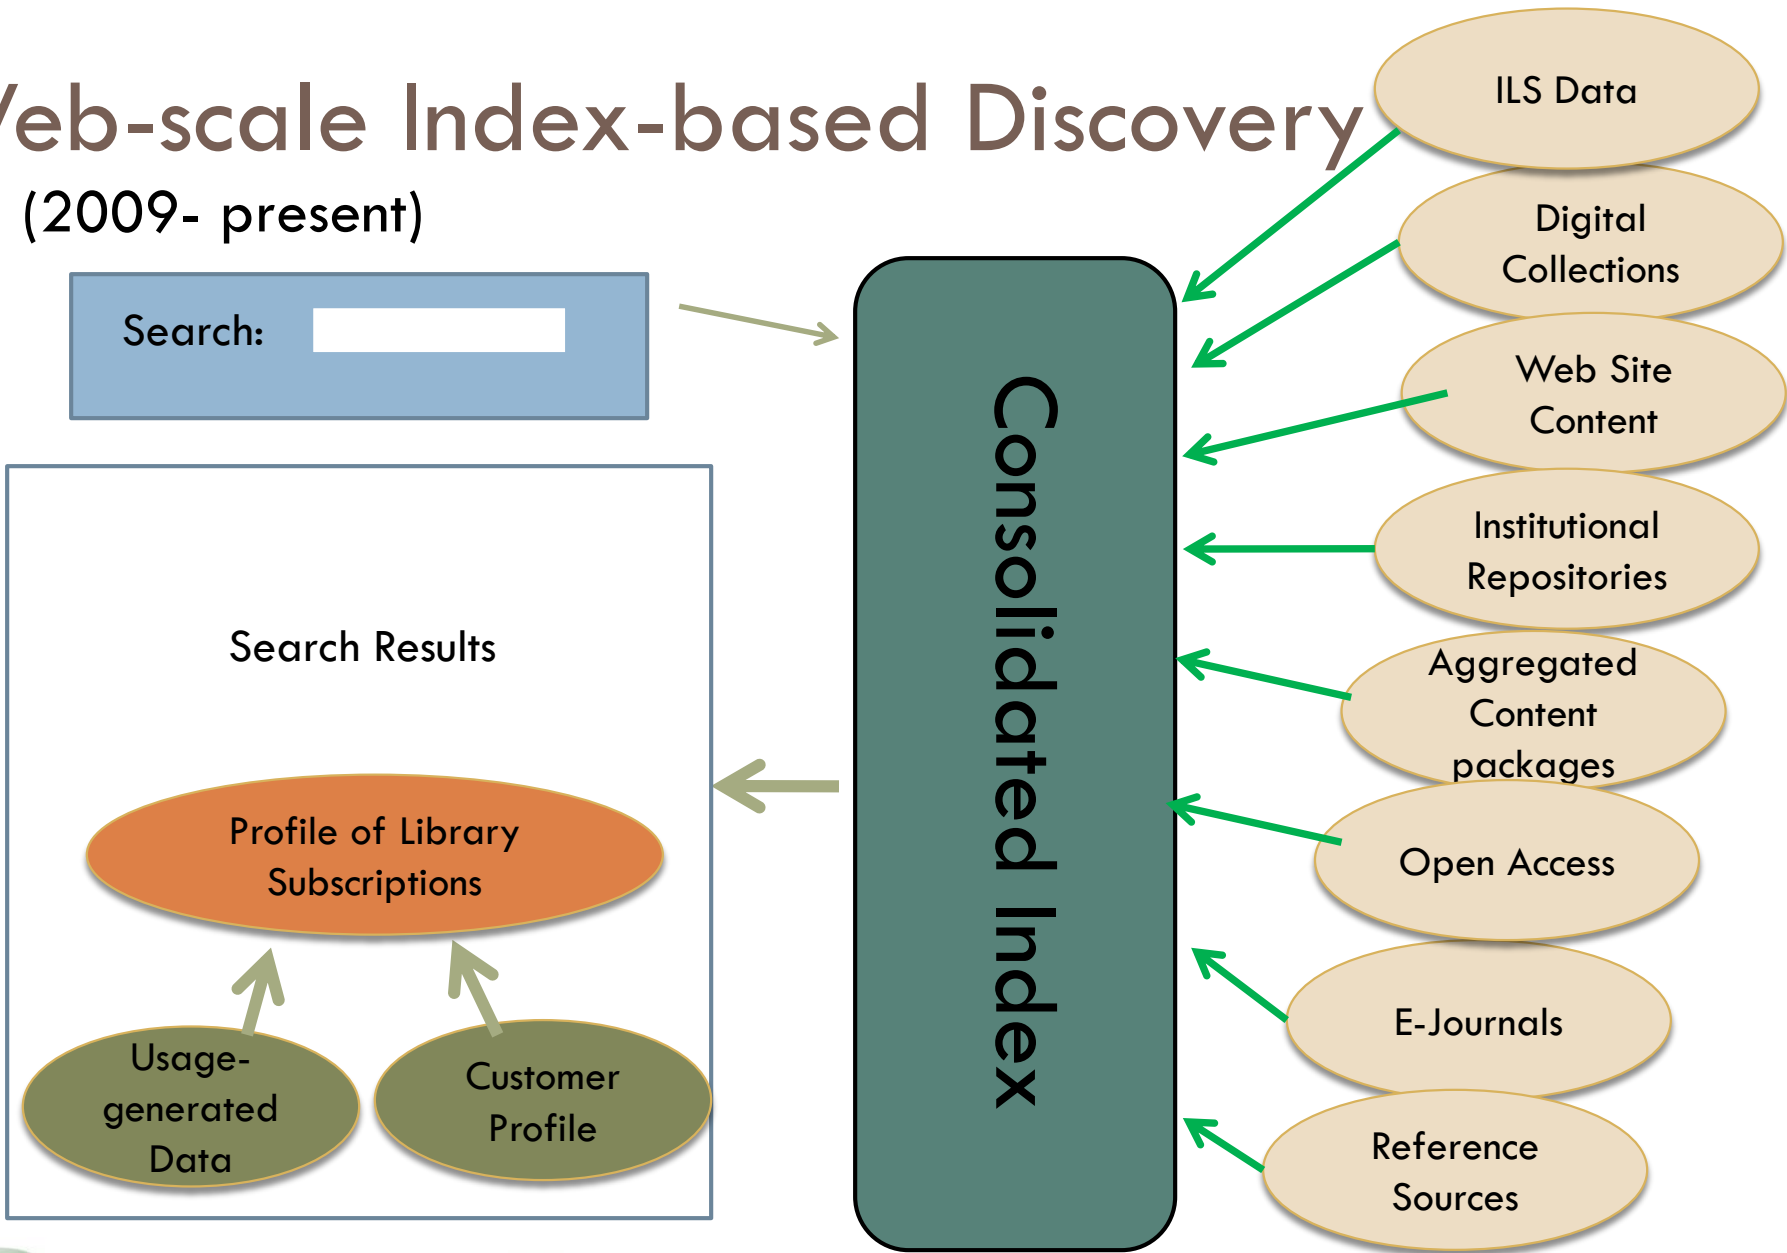 Web-scale Index-based Discovery
(2009- present)
Search:
Search Results
Profile of Library
Subscriptions
Usage-
generated
Data
Customer
Profile
Consolidated Index
ILS Data
Digital
Collections
Web Site
Content
Institutional
Repositories
Aggregated
Content
packages
Open Access
E-Journals
Reference
Sources